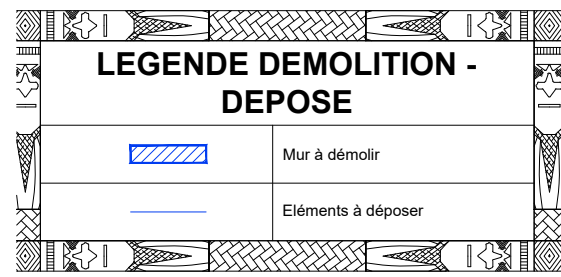 LEGENDE DEMOLITION -
DEPOSE
Mur à démolir
Eléments à déposer